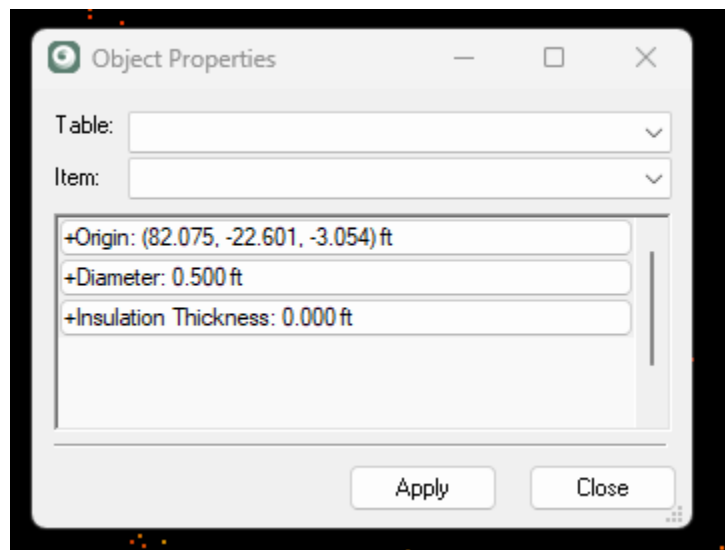 Object Properties
Table:
Item:
+Origin: (82.075, -22.601, -3.054) ft
+Diameter: 0.500 ft
+Insulation Thickness: 0.000 ft
Apply Close